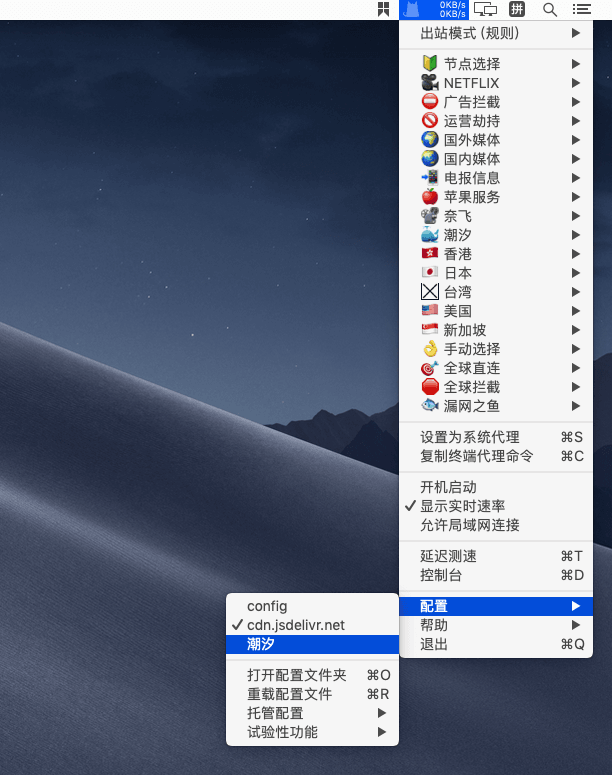 0KB/s
0KB/s
拼
出站模式 (规则)
节点选择
NETFLIX
广告拦截
运营劫持
国外媒体
国内媒体
电报信息
苹果服务
奈飞
潮汐
香港
日本
台湾
美国
新加坡
手动选择
全球直连
全球拦截
漏网之鱼
设置为系统代理 ⌘S
复制终端代理命令 ⌘C
开机启动
显示实时速率
允许局域网连接
延迟测速 ⌘T
控制台 ⌘D
配置
帮助
退出 ⌘Q
config
cdn.jsdelivr.net
潮汐
打开配置文件夹 ⌘O
重载配置文件 ⌘R
托管配置
试验性功能